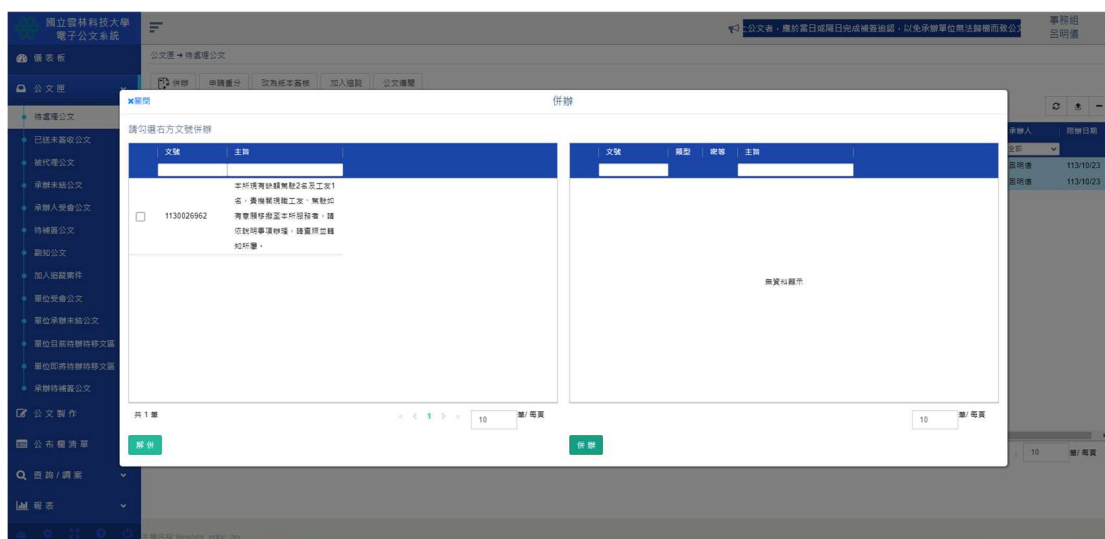 國立雲林科技大學
電子公文系統
上公文者，應於當日或隔日完成補簽追認，以免承辦單位無法歸檔而致公文
事務組
呂明儀
儀表板
公文匣
待處理公文
已送未簽收公文
被代理公文
承辦未結公文
承辦人受會公文
待補簽公文
副知公文
加入追蹤案件
單位受會公文
單位承辦未結公文
單位目前待辦待移文區
單位即將待辦待移文區
承辦待補簽公文
公文製作
公布欄清單
查詢/調案
報表
公文匣➔待處理公文
併辦 申請重分 改為紙本簽核 加入追蹤 公文傳閱
承辦人 限辦日期
全部
呂明儀 113/10/23
呂明儀 113/10/23
×關閉
併辦
請勾選右方文號併辦
文號 主旨
1130026962
本所現有缺額駕駛2名及工友1
名，貴機關現職工友、駕駛如
有意願移撥至本所服務者，請
依說明事項辦理，請查照並轉
知所屬。
共 1 筆
< 1 >
10 筆/ 每頁
解併
文號 類型 密等 主旨
無資料顯示
10 筆/ 每頁
併辦
10 筆/ 每頁